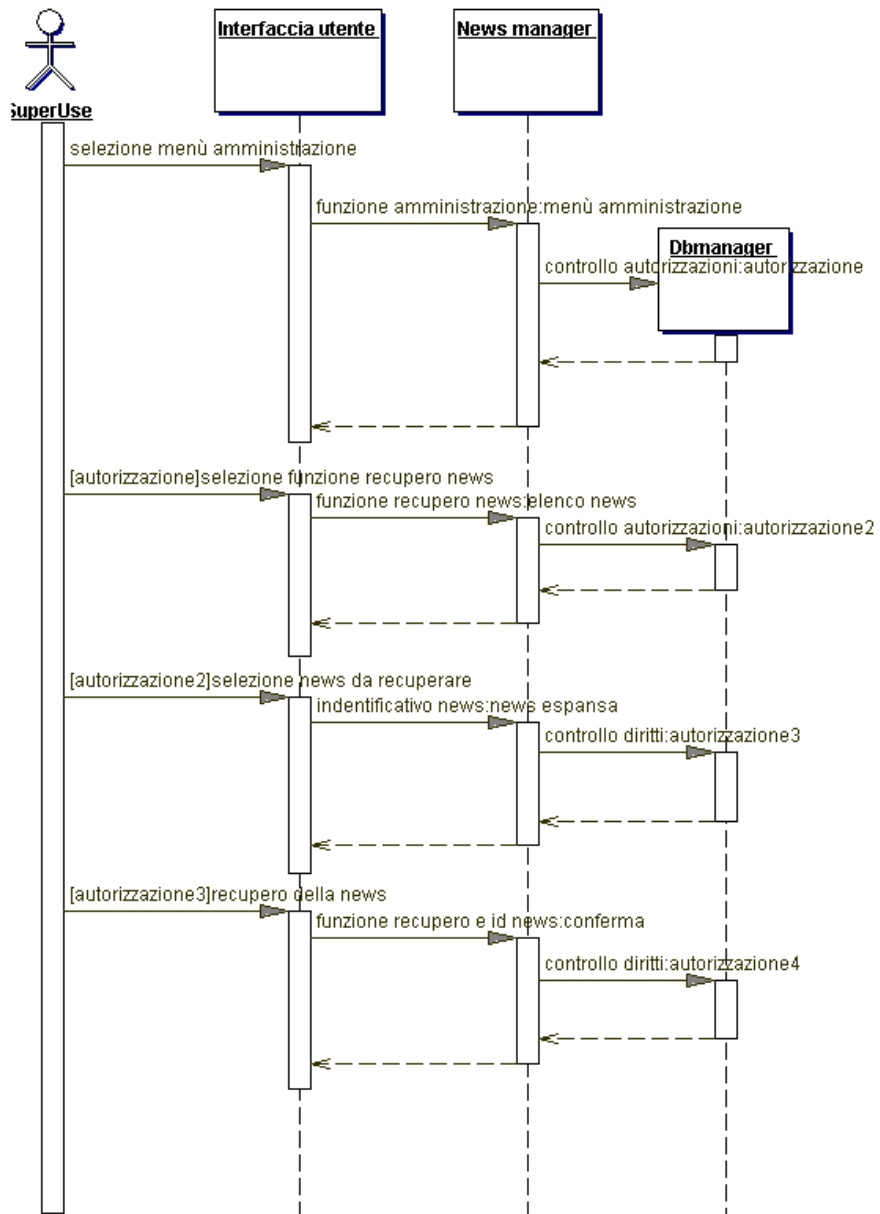 Interfaccia utente
News manager
SuperUse
selezione menù amministrazione
funzione amministrazione:menù amministrazione
Dbmanager
controllo autorizzazioni:autorizzazione
[autorizzazione]selezione funzione recupero news
funzione recupero news:elenco news
controllo autorizzazioni:autorizzazione2
[autorizzazione2]selezione news da recuperare
indentificativo news:news espansa
controllo diritti:autorizzazione3
[autorizzazione3]recupero della news
funzione recupero e id news:conferma
controllo diritti:autorizzazione4